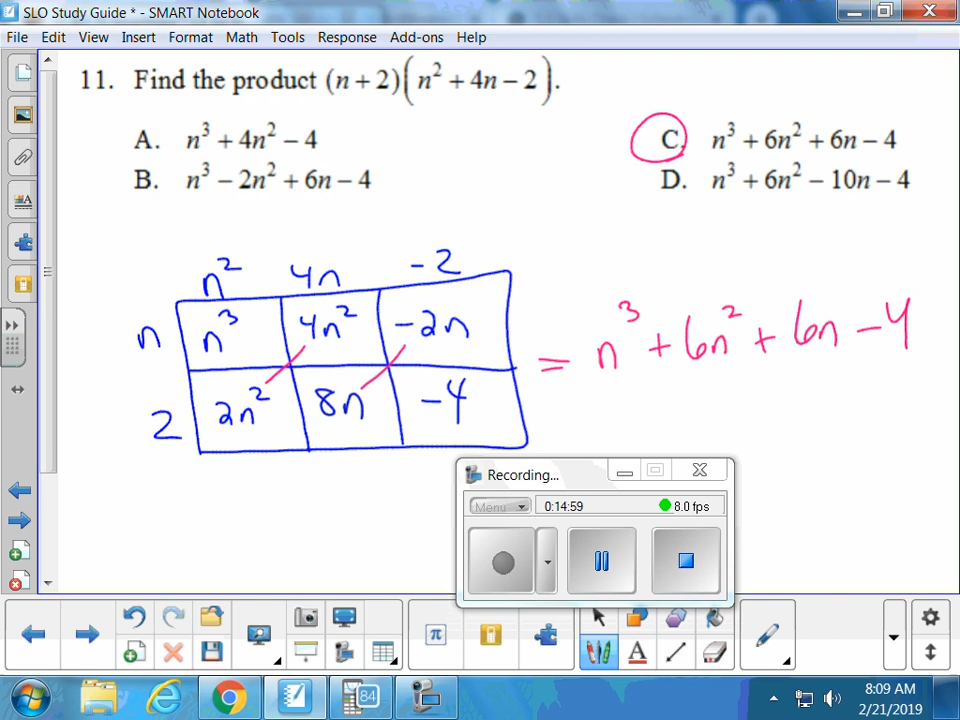 SLO Study Guide * - SMART Notebook
File Edit View Insert Format Math Tools Response Add-ons Help
11. Find the product (n + 2)(n² + 4n − 2).
A. n³ + 4n² − 4
C. n³ + 6n² + 6n − 4
B. n³ − 2n² + 6n − 4
D. n³ + 6n² − 10n − 4
n² 4n -2
n n³ 4n² -2n
2 2n² 8n -4
= n³ + 6n² + 6n - 4
Recording...
Menu 0:14:59 8.0 fps
π
A
84
8:09 AM
2/21/2019